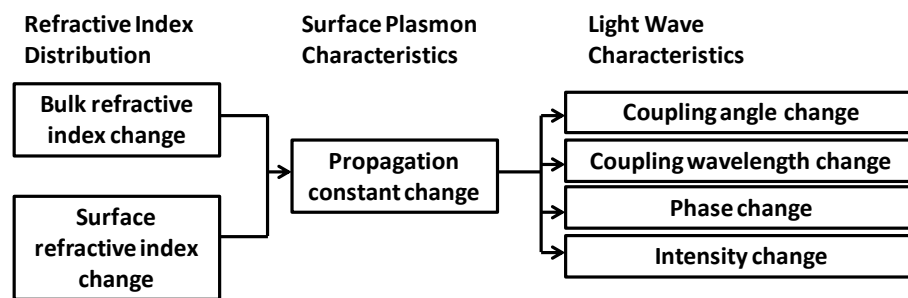 Refractive Index
Distribution
Surface Plasmon
Characteristics
Light Wave
Characteristics
Bulk refractive
index change
Surface
refractive index
change
Propagation
constant change
Coupling angle change
Coupling wavelength change
Phase change
Intensity change